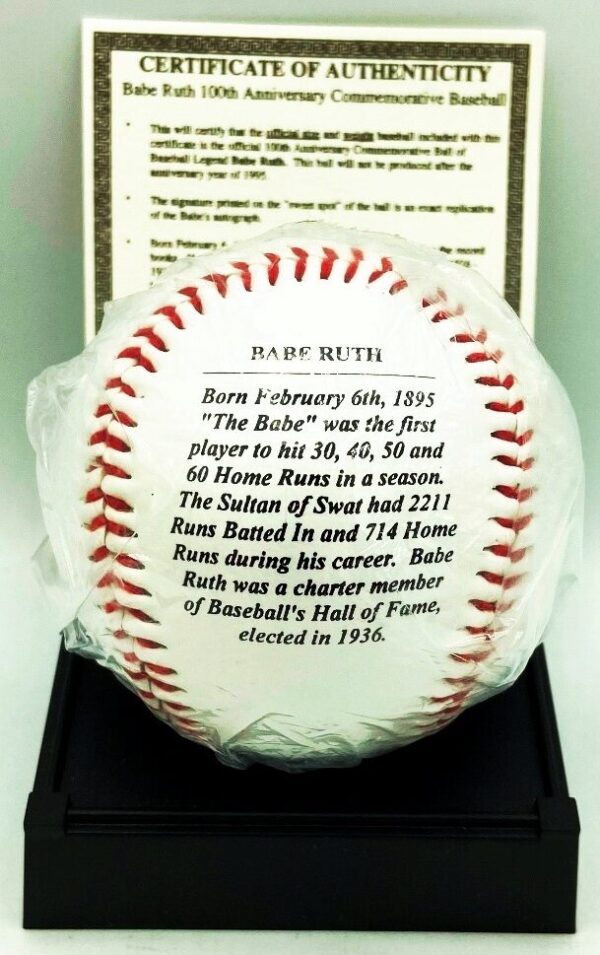 CERTIFICATE OF AUTHENTICITY
Babe Ruth 100th Anniversary Commemorative Baseball
This will certify that the official size and weight baseball included with this
certificate is the official 100th Anniversary Commemorative Ball of
Baseball Legend Babe Ruth. This ball will not be produced after the
anniversary year of 1995.
The signature printed on the "sweet spot" of the ball is an exact replication
of the Babe's autograph.
Born February
the record
BABE RUTH
Born February 6th, 1895
"The Babe" was the first
player to hit 30, 40, 50 and
60 Home Runs in a season.
The Sultan of Swat had 2211
Runs Batted In and 714 Home
Runs during his career. Babe
Ruth was a charter member
of Baseball's Hall of Fame,
elected in 1936.